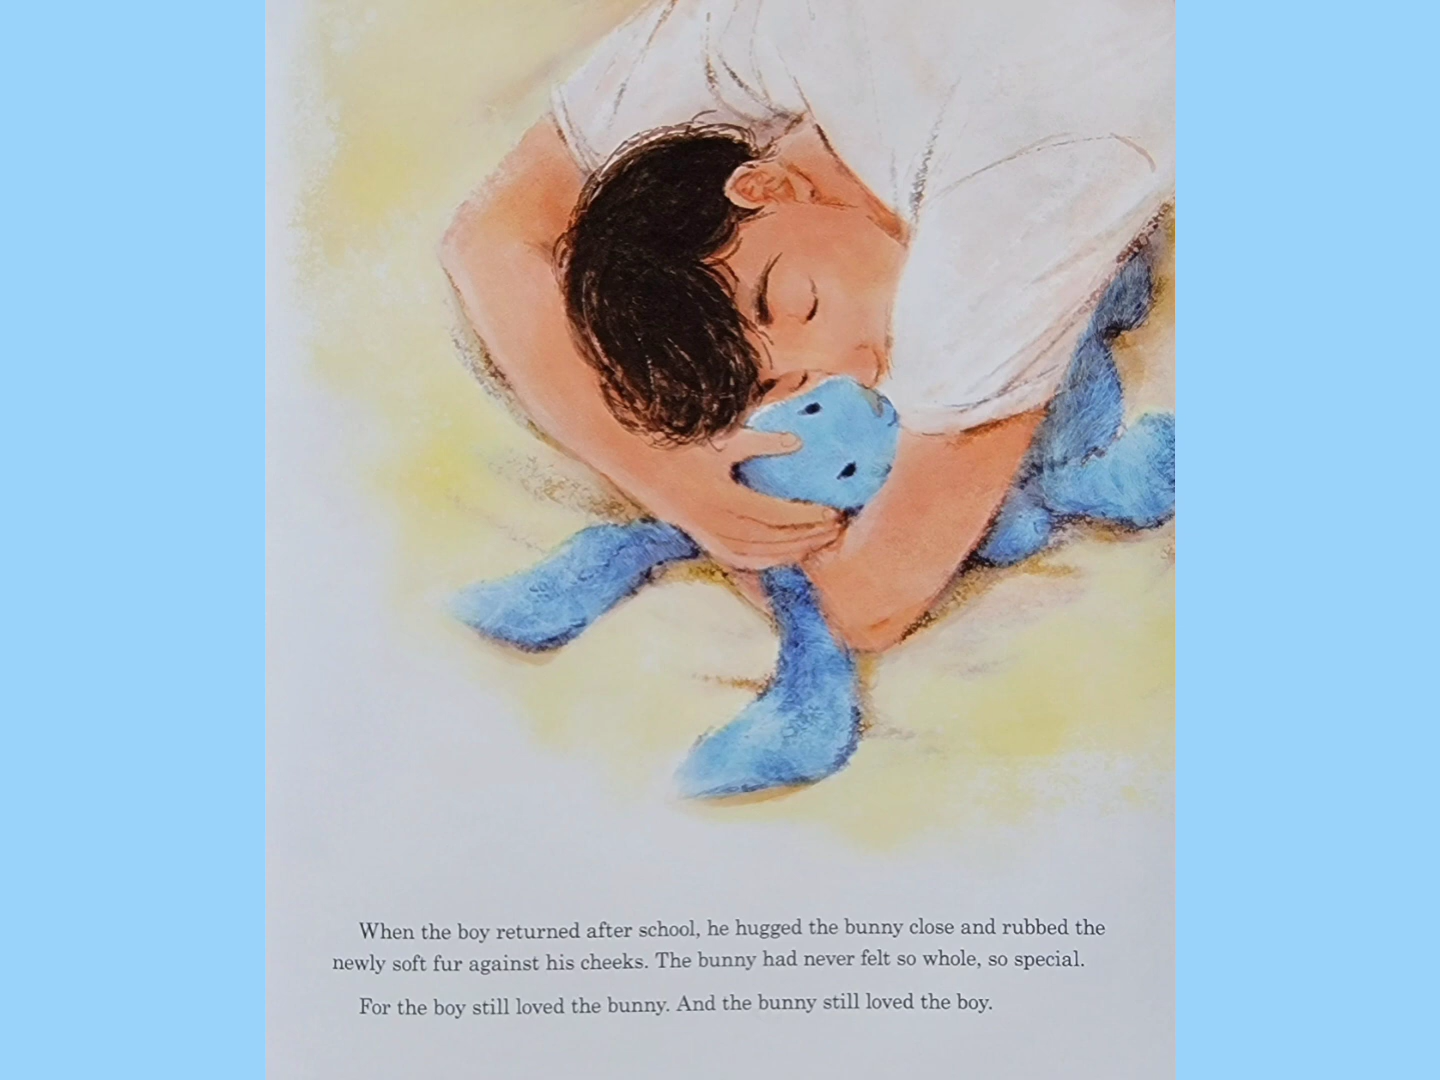 When the boy returned after school, he hugged the bunny close and rubbed the
newly soft fur against his cheeks. The bunny had never felt so whole, so special.
For the boy still loved the bunny. And the bunny still loved the boy.